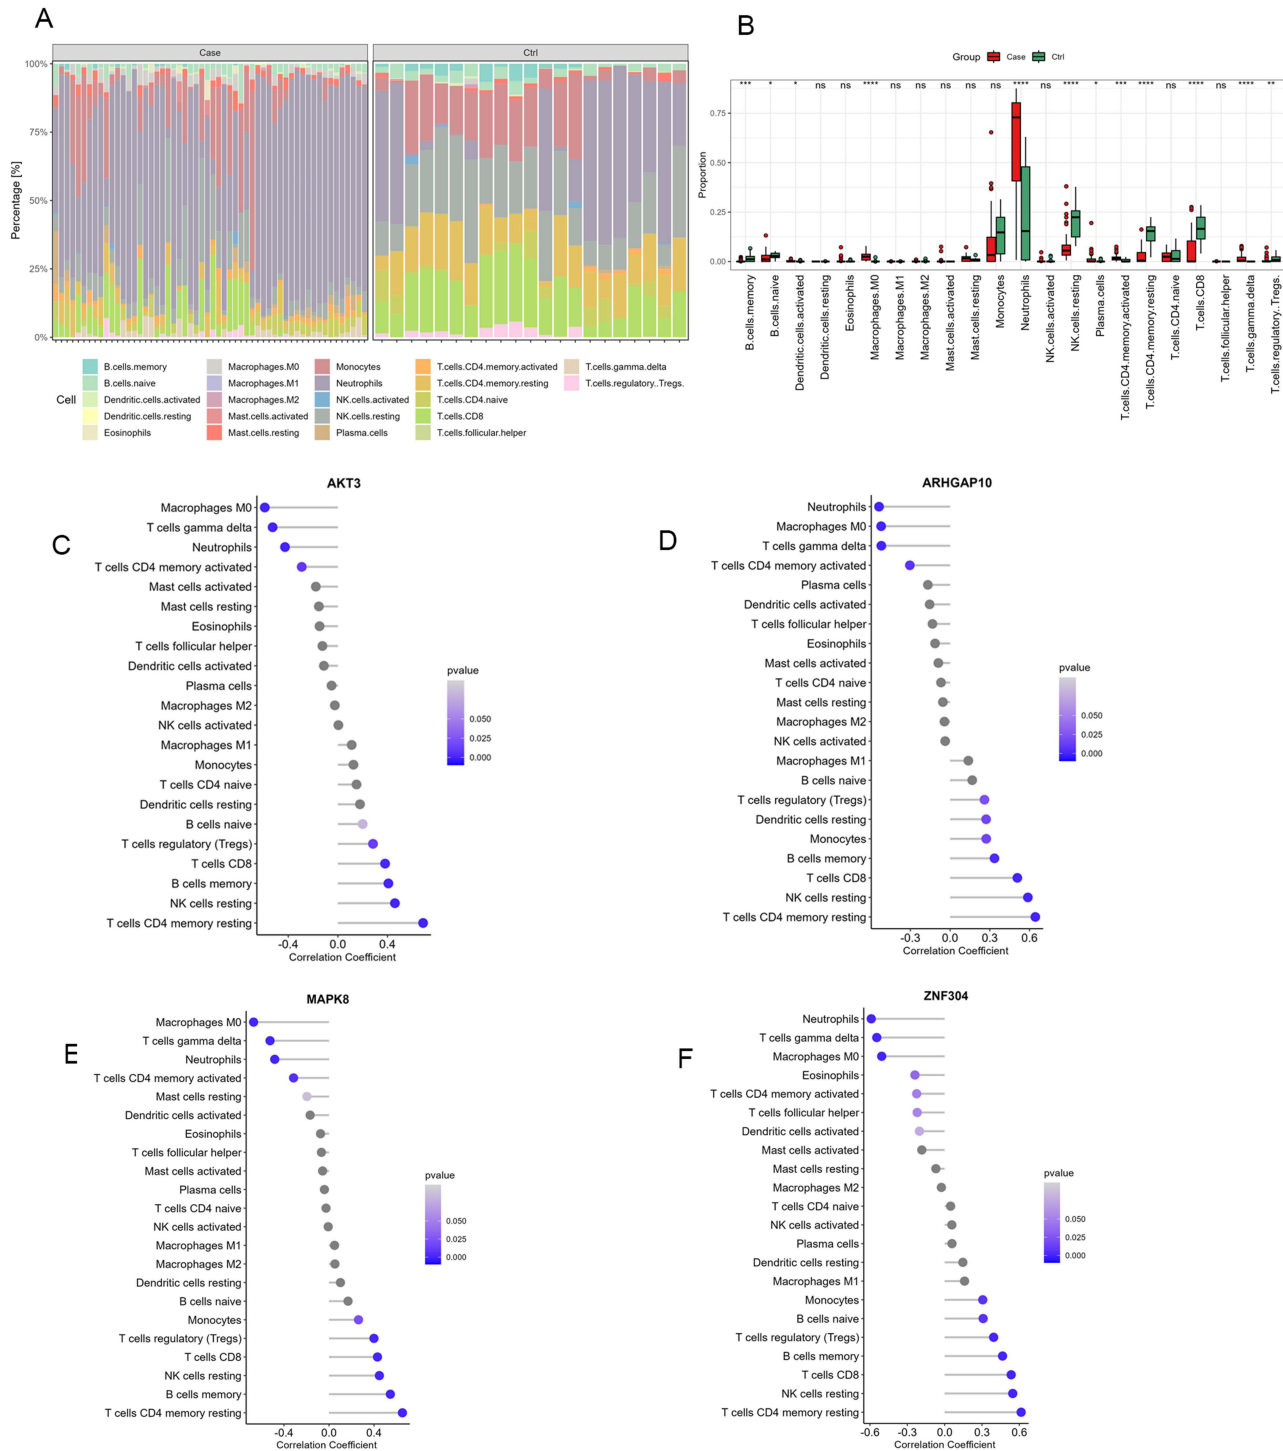 A
Case
Ctrl
100%
75%
50%
25%
0%
Percentage [%]
Cell
B.cells.memory
B.cells.naive
Dendritic.cells.activated
Dendritic.cells.resting
Eosinophils
Macrophages.M0
Macrophages.M1
Macrophages.M2
Mast.cells.activated
Mast.cells.resting
Monocytes
Neutrophils
NK.cells.activated
NK.cells.resting
Plasma.cells
T.cells.CD4.memory.activated
T.cells.CD4.memory.resting
T.cells.CD4.naive
T.cells.CD8
T.cells.follicular.helper
T.cells.gamma.delta
T.cells.regulatory..Tregs.
B
Group Case Ctrl
*** * * ns ns **** ns ns ns ns ns **** ns **** * *** **** ns **** ns **** **
0.75
0.50
0.25
0.00
Proportion
B.cells.memory
B.cells.naive
Dendritic.cells.activated
Dendritic.cells.resting
Eosinophils
Macrophages.M0
Macrophages.M1
Macrophages.M2
Mast.cells.activated
Mast.cells.resting
Monocytes
Neutrophils
NK.cells.activated
NK.cells.resting
Plasma.cells
T.cells.CD4.memory.activated
T.cells.CD4.memory.resting
T.cells.CD4.naive
T.cells.CD8
T.cells.follicular.helper
T.cells.gamma.delta
T.cells.regulatory..Tregs.
C
AKT3
Macrophages M0
T cells gamma delta
Neutrophils
T cells CD4 memory activated
Mast cells activated
Mast cells resting
Eosinophils
T cells follicular helper
Dendritic cells activated
Plasma cells
Macrophages M2
NK cells activated
Macrophages M1
Monocytes
T cells CD4 naive
Dendritic cells resting
B cells naive
T cells regulatory (Tregs)
T cells CD8
B cells memory
NK cells resting
T cells CD4 memory resting
-0.4 0.0 0.4
Correlation Coefficient
pvalue
0.050
0.025
0.000
D
ARHGAP10
Neutrophils
Macrophages M0
T cells gamma delta
T cells CD4 memory activated
Plasma cells
Dendritic cells activated
T cells follicular helper
Eosinophils
Mast cells activated
T cells CD4 naive
Mast cells resting
Macrophages M2
NK cells activated
Macrophages M1
B cells naive
T cells regulatory (Tregs)
Dendritic cells resting
Monocytes
B cells memory
T cells CD8
NK cells resting
T cells CD4 memory resting
-0.3 0.0 0.3 0.6
Correlation Coefficient
pvalue
0.050
0.025
0.000
E
MAPK8
Macrophages M0
T cells gamma delta
Neutrophils
T cells CD4 memory activated
Mast cells resting
Dendritic cells activated
Eosinophils
T cells follicular helper
Mast cells activated
Plasma cells
T cells CD4 naive
NK cells activated
Macrophages M1
Macrophages M2
Dendritic cells resting
B cells naive
Monocytes
T cells regulatory (Tregs)
T cells CD8
NK cells resting
B cells memory
T cells CD4 memory resting
-0.4 0.0 0.4
Correlation Coefficient
pvalue
0.050
0.025
0.000
F
ZNF304
Neutrophils
T cells gamma delta
Macrophages M0
Eosinophils
T cells CD4 memory activated
T cells follicular helper
Dendritic cells activated
Mast cells activated
Mast cells resting
Macrophages M2
T cells CD4 naive
NK cells activated
Plasma cells
Dendritic cells resting
Macrophages M1
Monocytes
B cells naive
T cells regulatory (Tregs)
B cells memory
T cells CD8
NK cells resting
T cells CD4 memory resting
-0.6 -0.3 0.0 0.3 0.6
Correlation Coefficient
pvalue
0.050
0.025
0.000